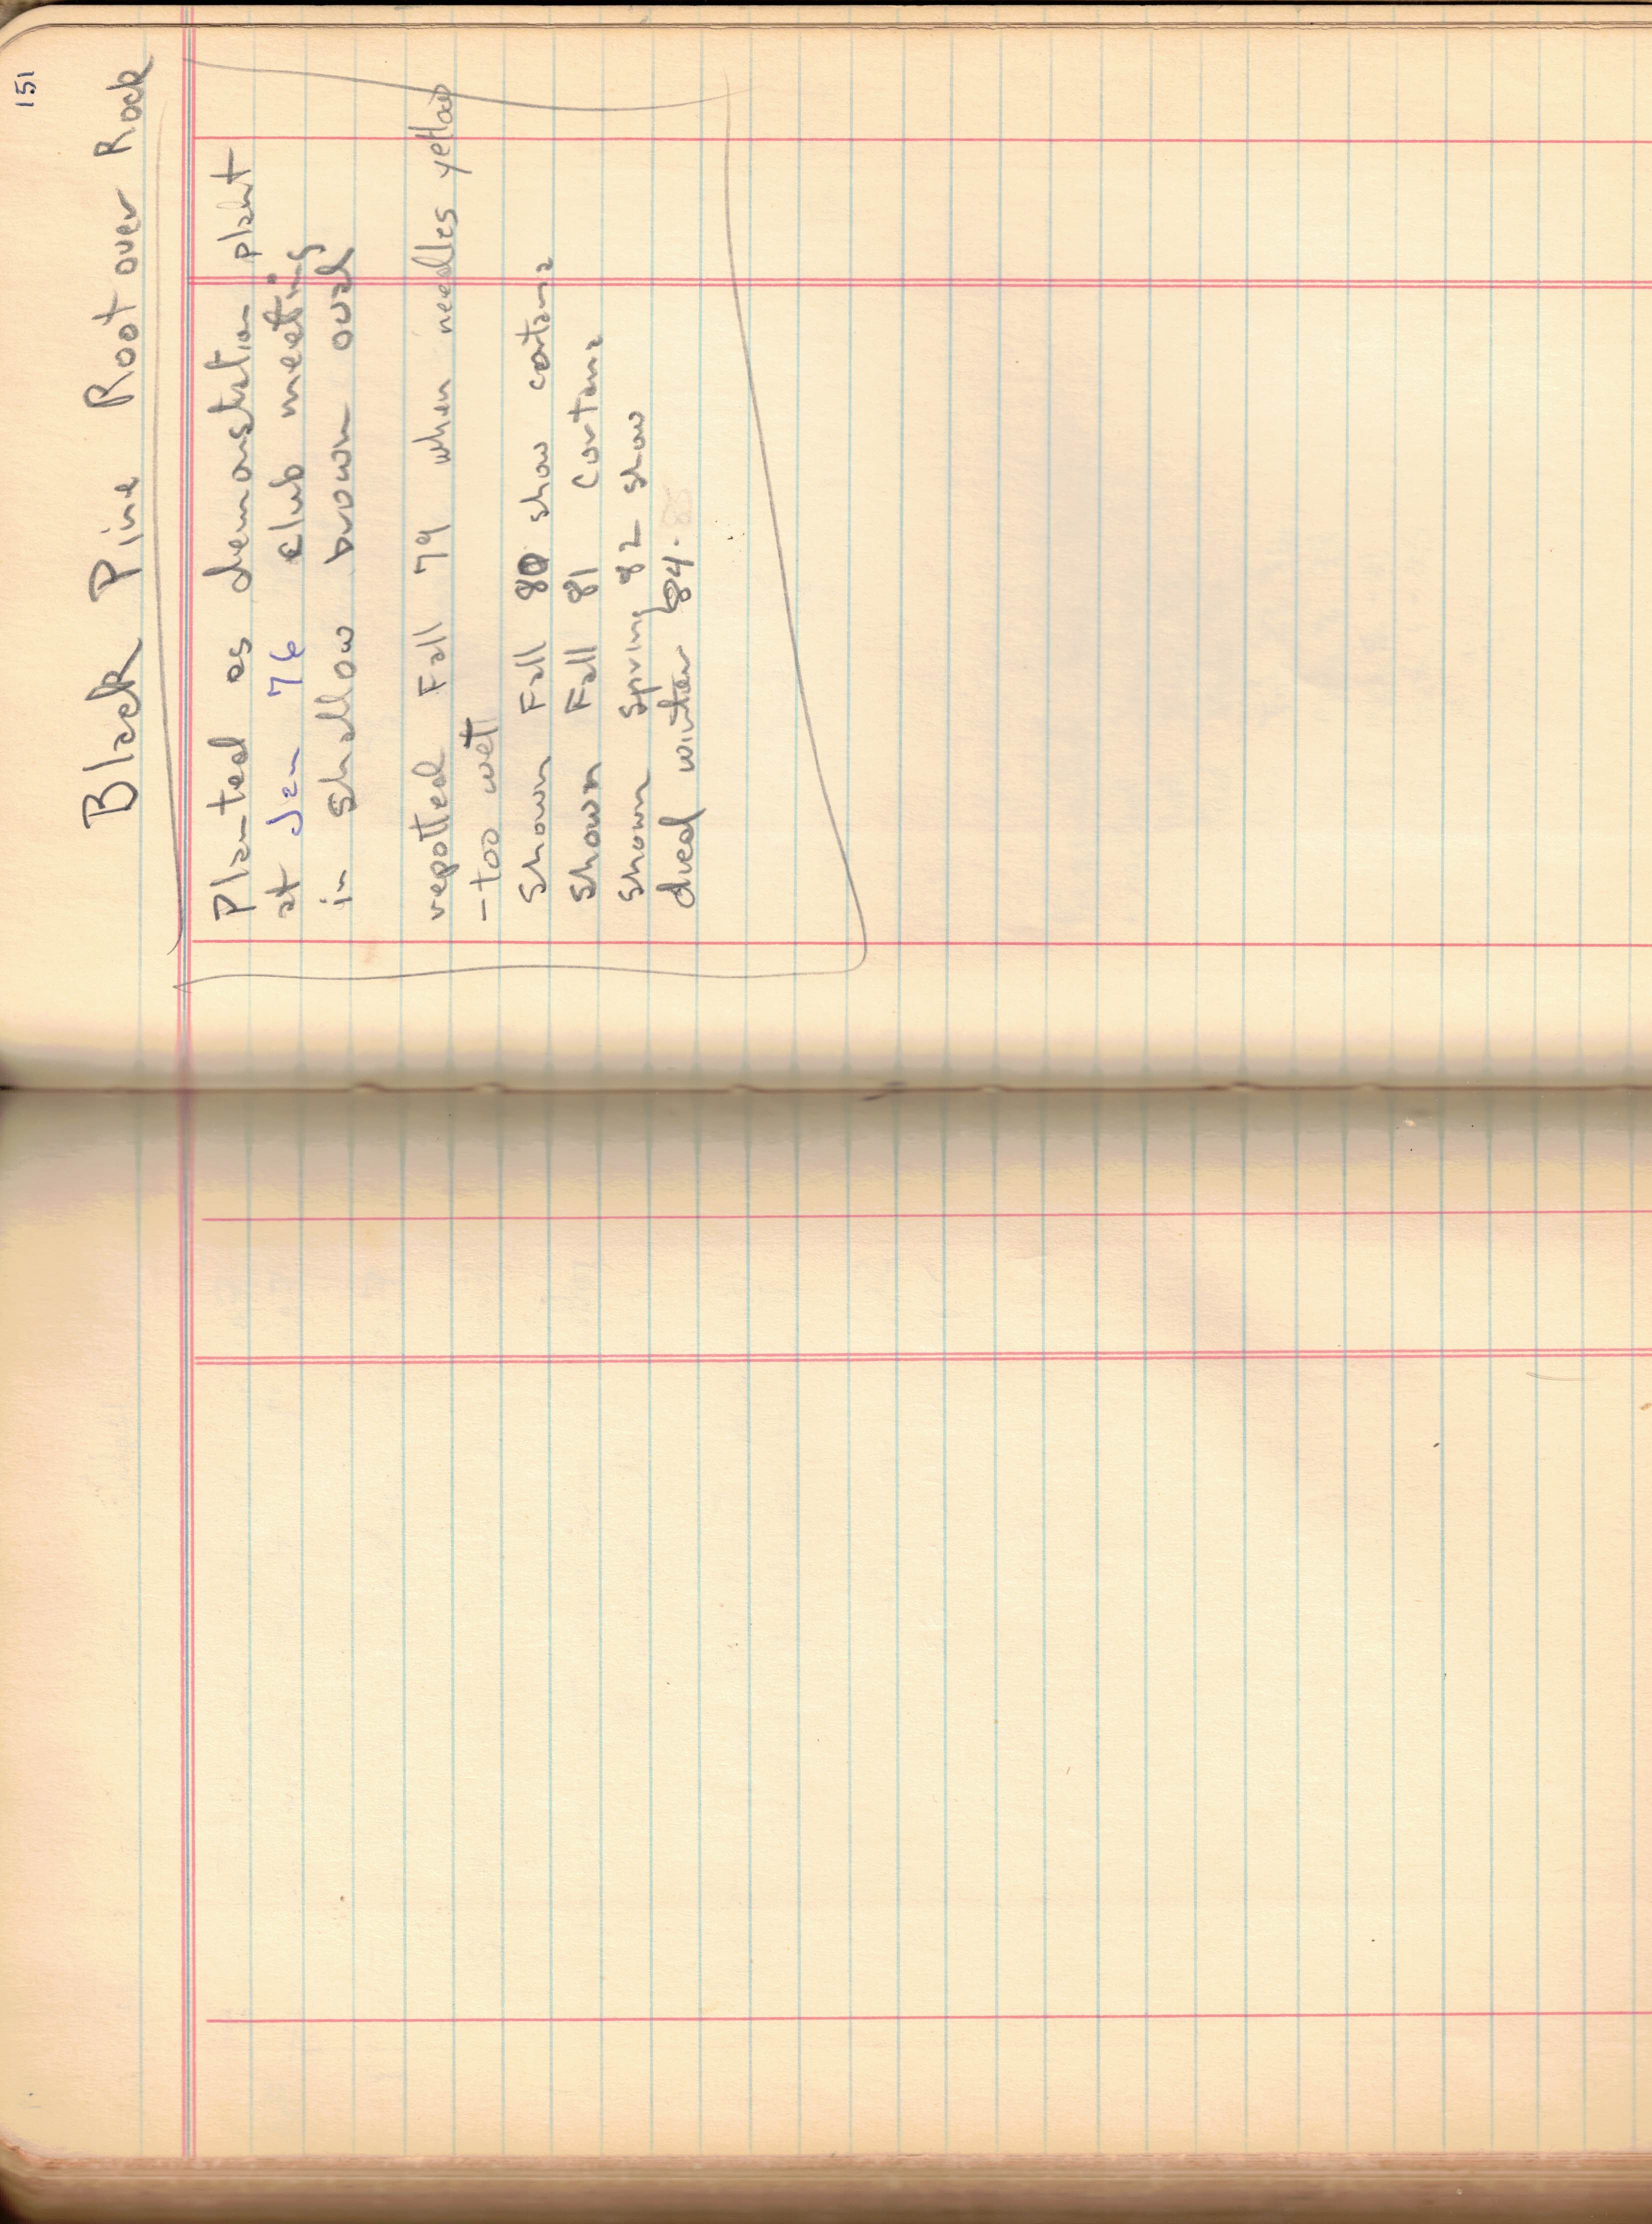 151
Black Pine Root over Rock
Planted as demonstation plant
at Jan 76 club meeting
in shallow brown oval
repotted Fall 79 when needles yellow
- too wet
Shown Fall 80 show cortana
Shown Fall 81 Cortana
Shown Spring 82 show
died winter 84.